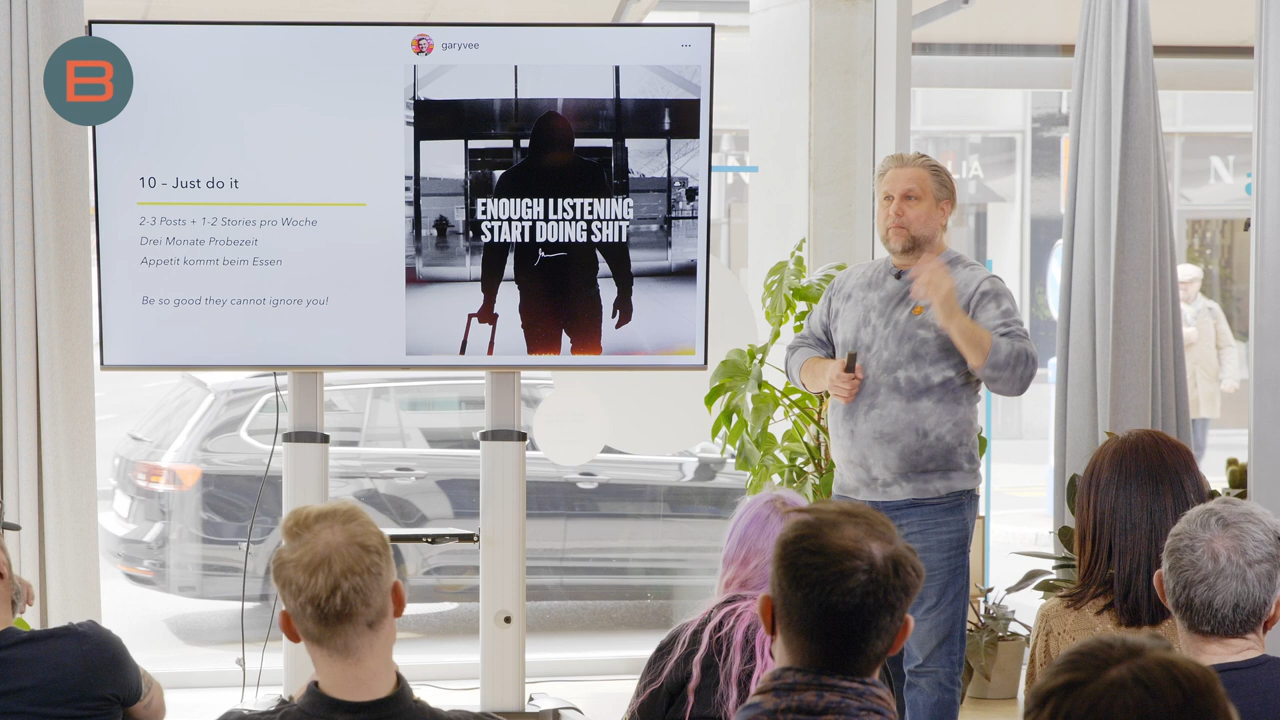 B
garyvee
10 – Just do it
2-3 Posts + 1-2 Stories pro Woche
Drei Monate Probezeit
Appetit kommt beim Essen
Be so good they cannot ignore you!
ENOUGH LISTENING
START DOING SHIT
LIA
N